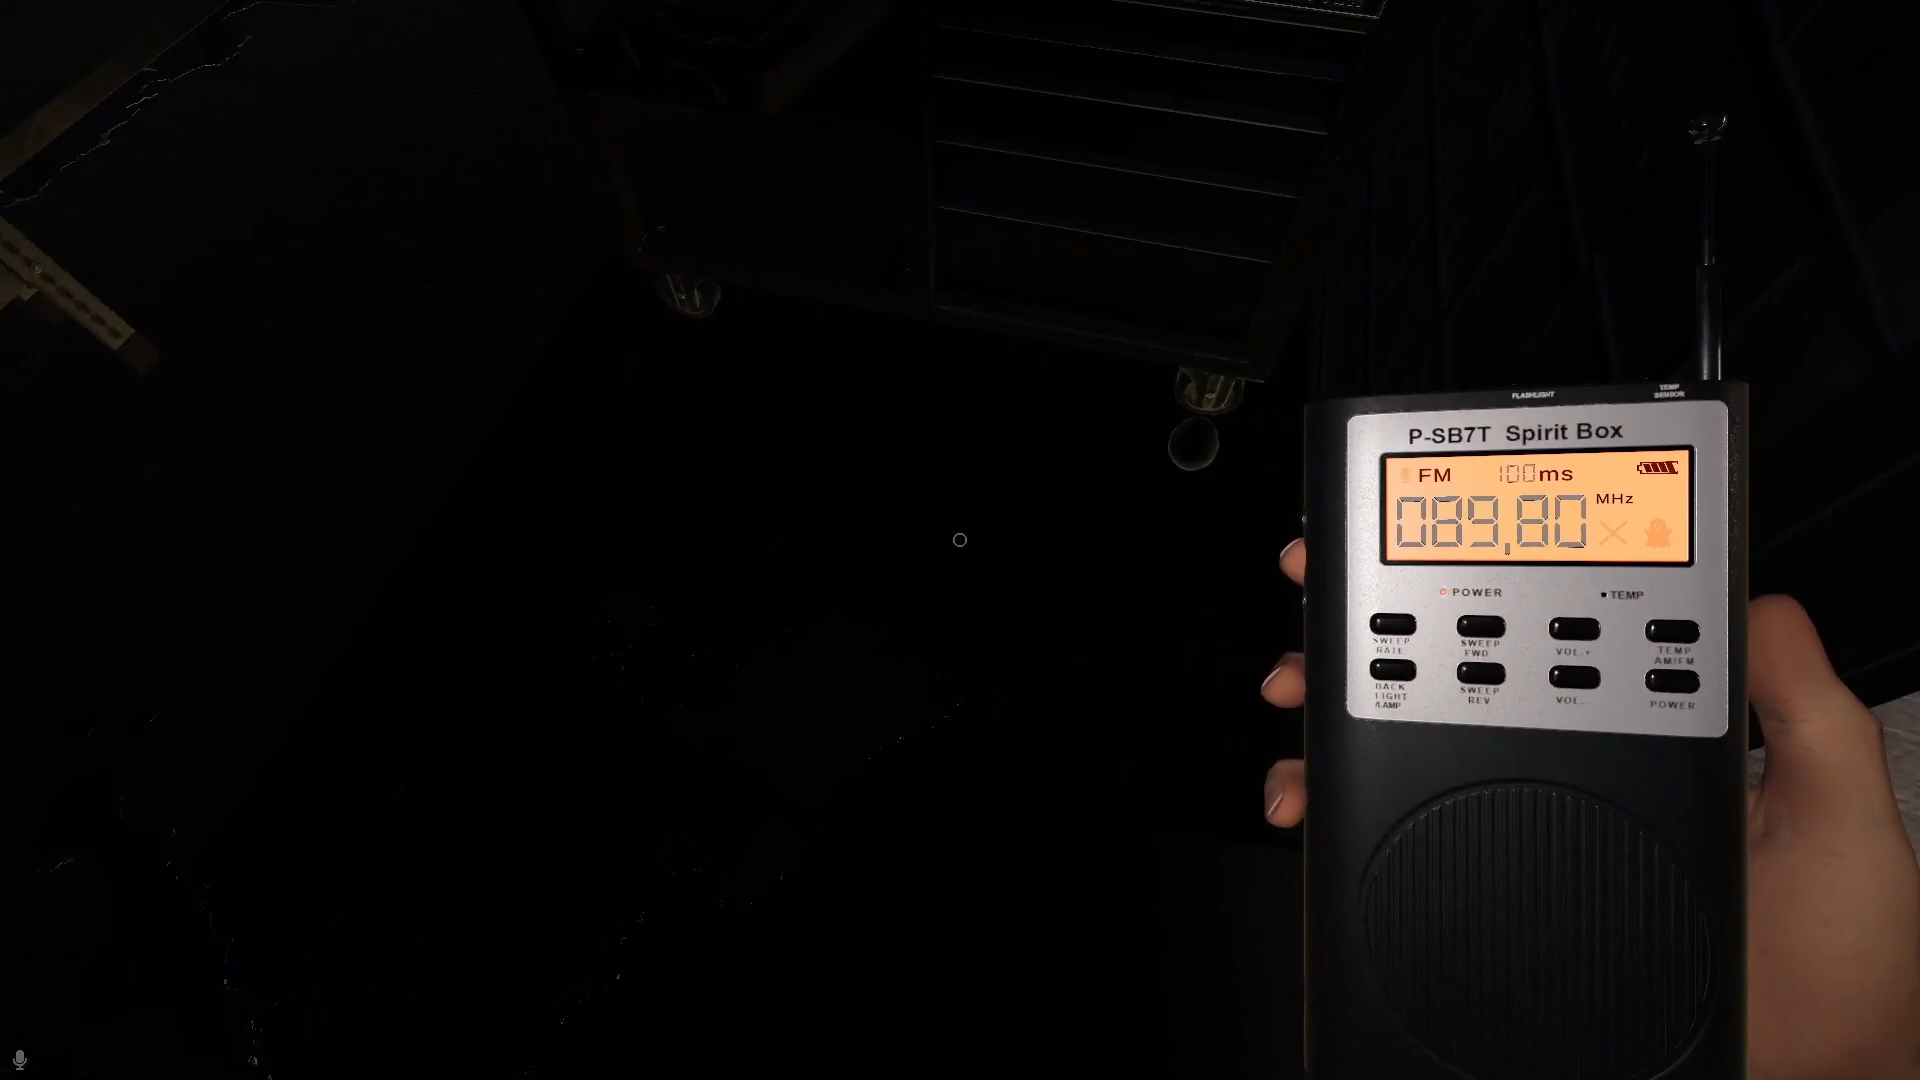 FLASHLIGHT
TEMP
SENSOR
P-SB7T Spirit Box
FM 100ms
089,80 MHz
POWER
TEMP
SWEEP
RATE
SWEEP
FWD
VOL.+
TEMP
AM/FM
BACK
LIGHT
/LAMP
SWEEP
REV
VOL.-
POWER